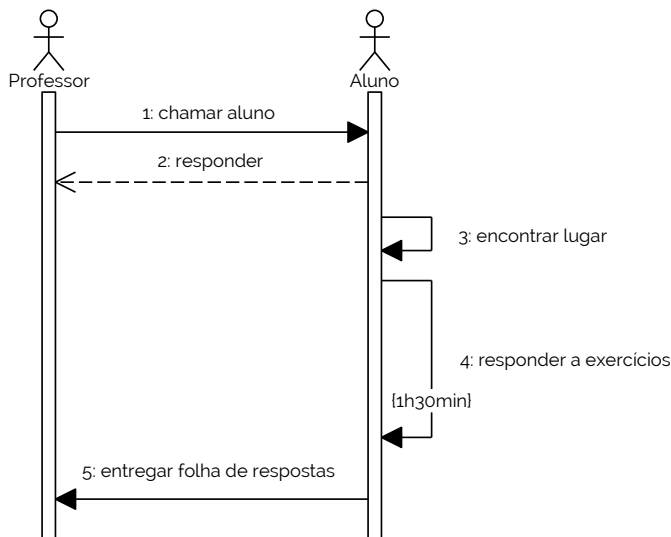 Professor
Aluno
1: chamar aluno
2: responder
3: encontrar lugar
4: responder a exercícios
{1h30min}
5: entregar folha de respostas